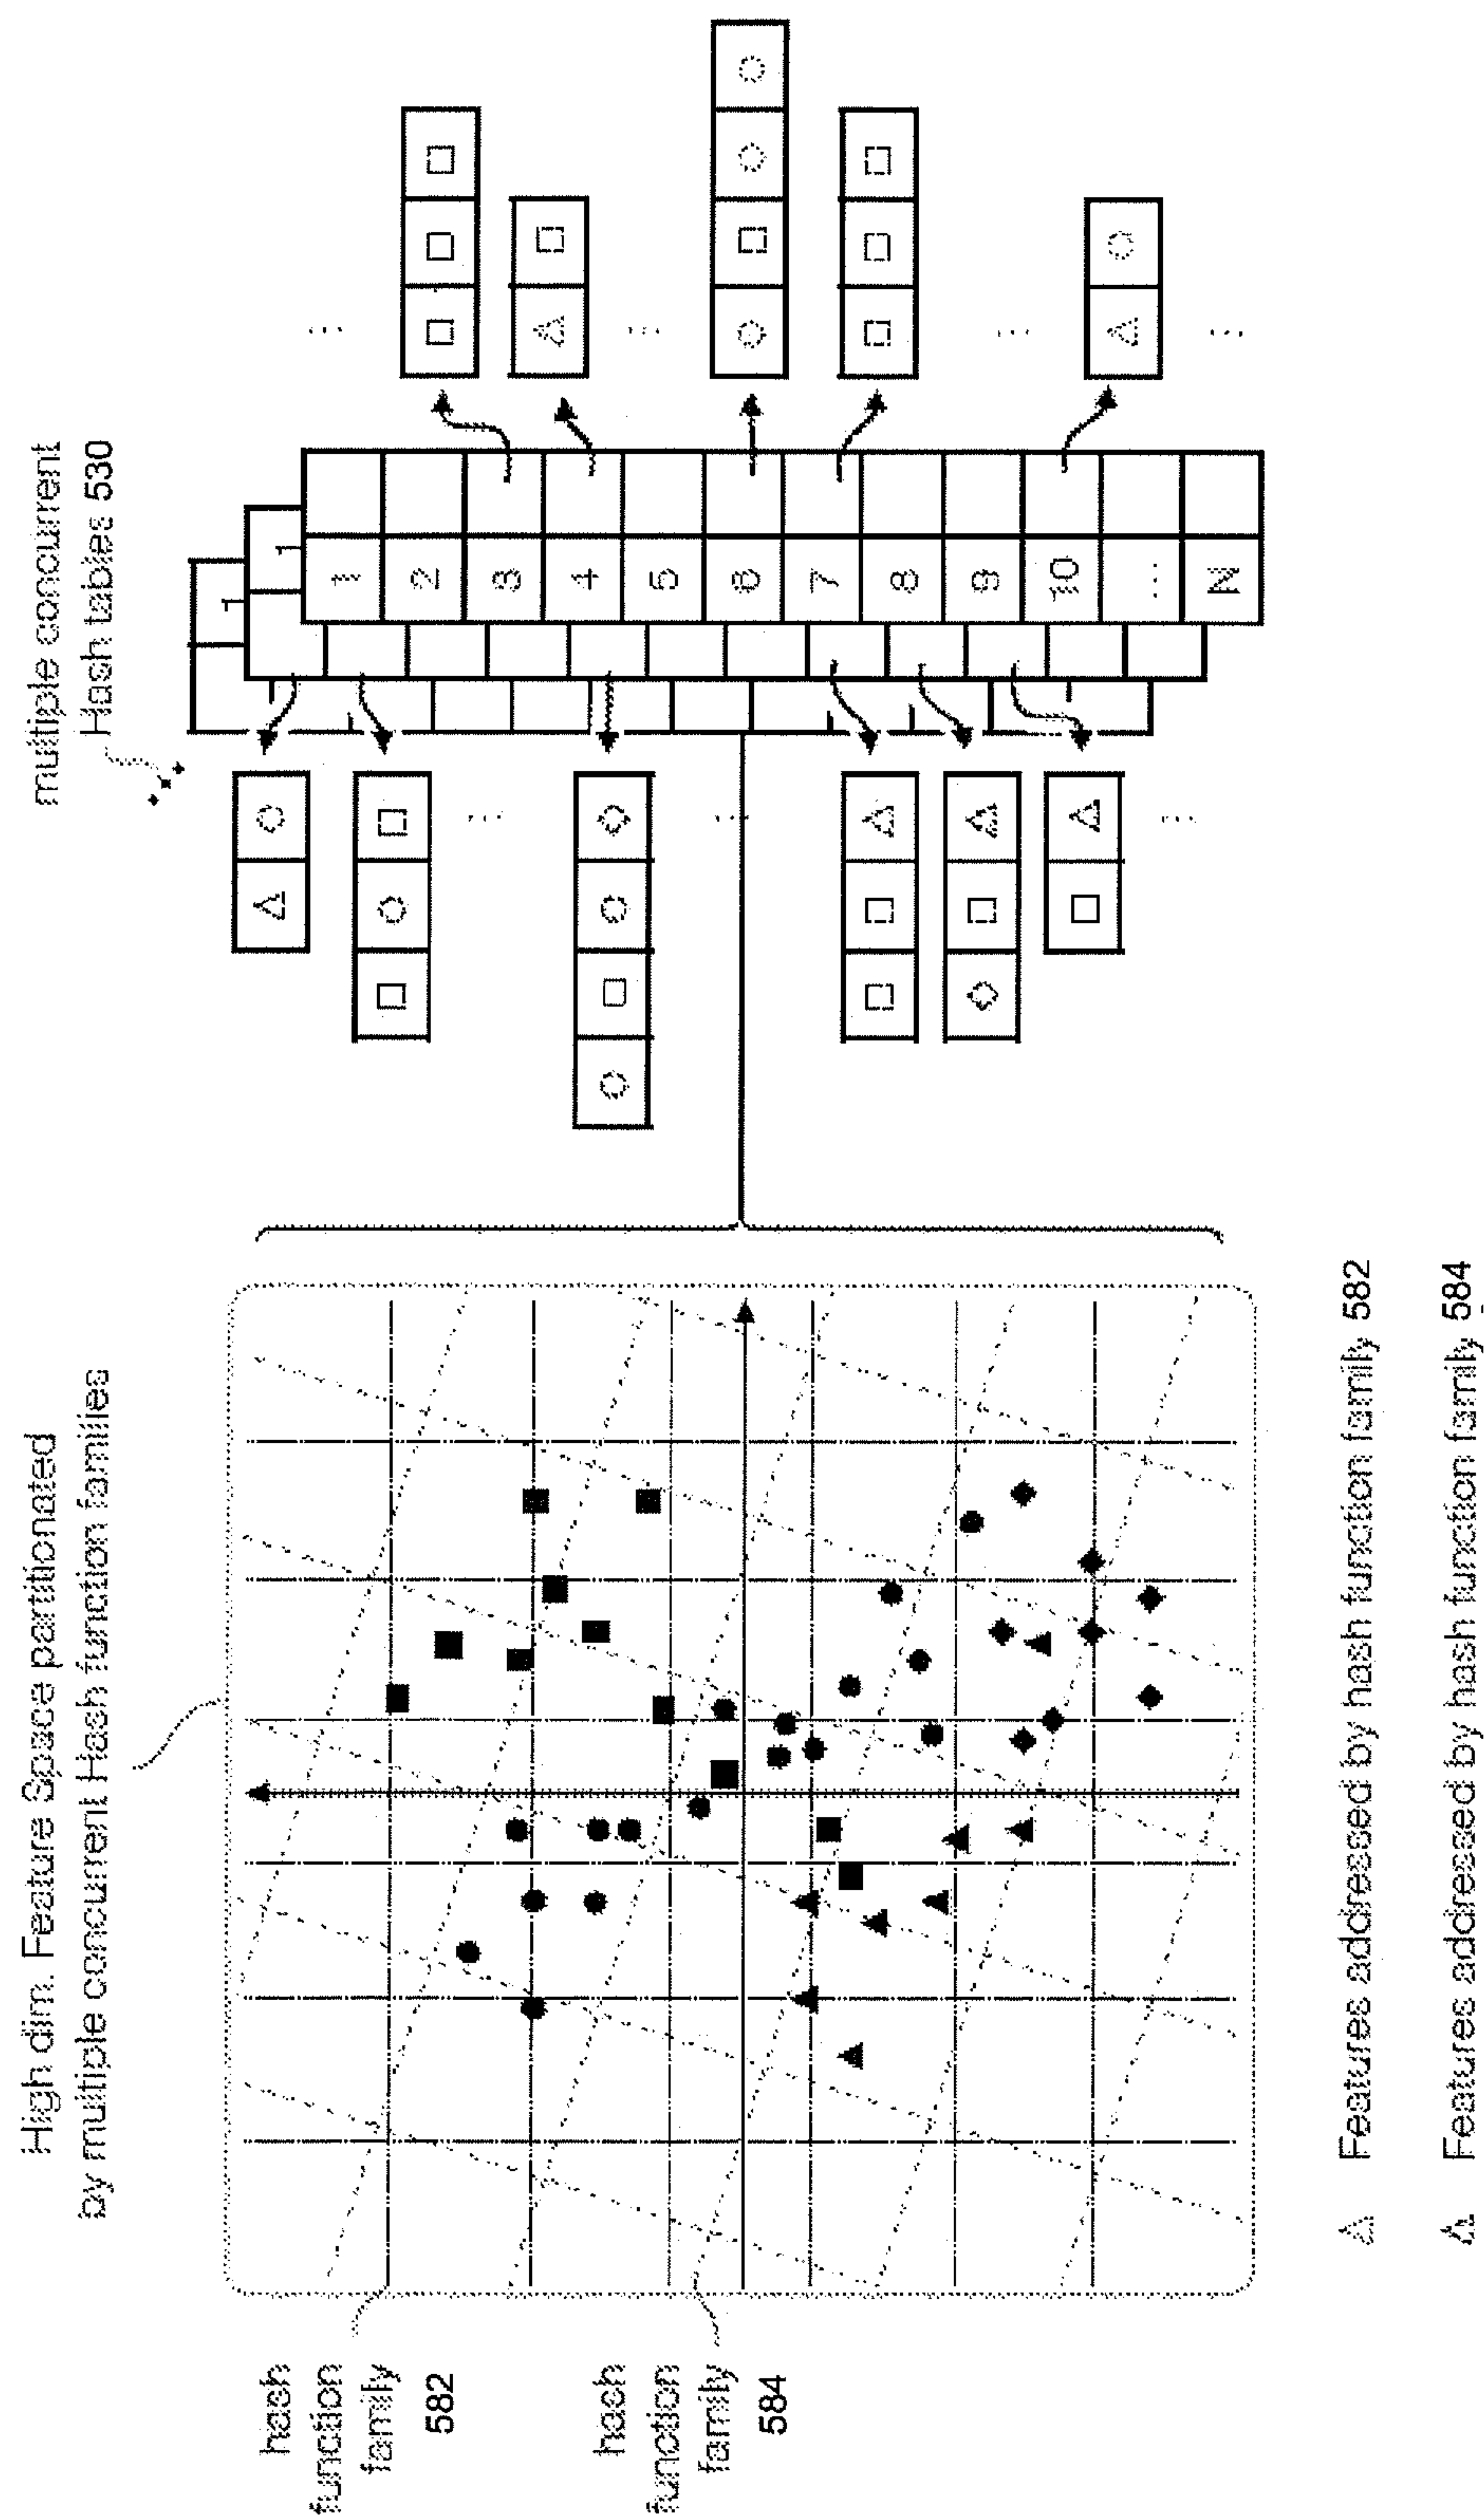 High dim. Feature Space partitionated
by multiple concurrent Hash function families
hash
function
family
582
hash
function
family
584
multiple concurrent
Hash tables 530
1
1
1
2
3
4
5
6
7
8
9
10
...
N
Features addressed by hash function family 582
Features addressed by hash function family 584